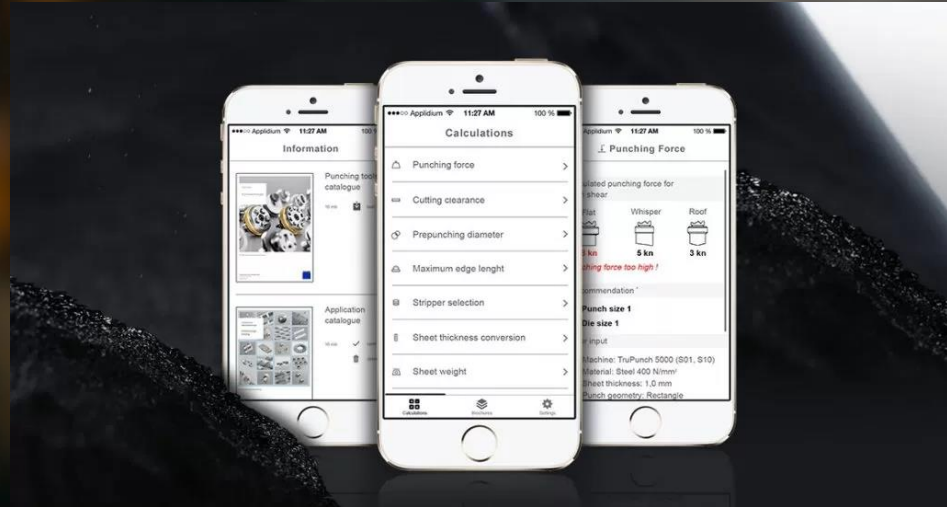 Applidium 11:27 AM 100
Information
Punching tools
catalogue
Application
catalogue
Applidium 11:27 AM 100 %
Calculations
Punching force
Cutting clearance
Prepunching diameter
Maximum edge lenght
Stripper selection
Sheet thickness conversion
Sheet weight
Calculations Brochures Settings
Applidium 11:27 AM 100 %
Punching Force
ulated punching force for
shear
Flat Whisper Roof
kn 5 kn 3 kn
ching force too high !
ommendation
Punch size 1
Die size 1
r input
Machine: TruPunch 5000 (S01, S10)
Material: Steel 400 N/mm²
Sheet thickness: 1,0 mm
Punch geometry: Rectangle